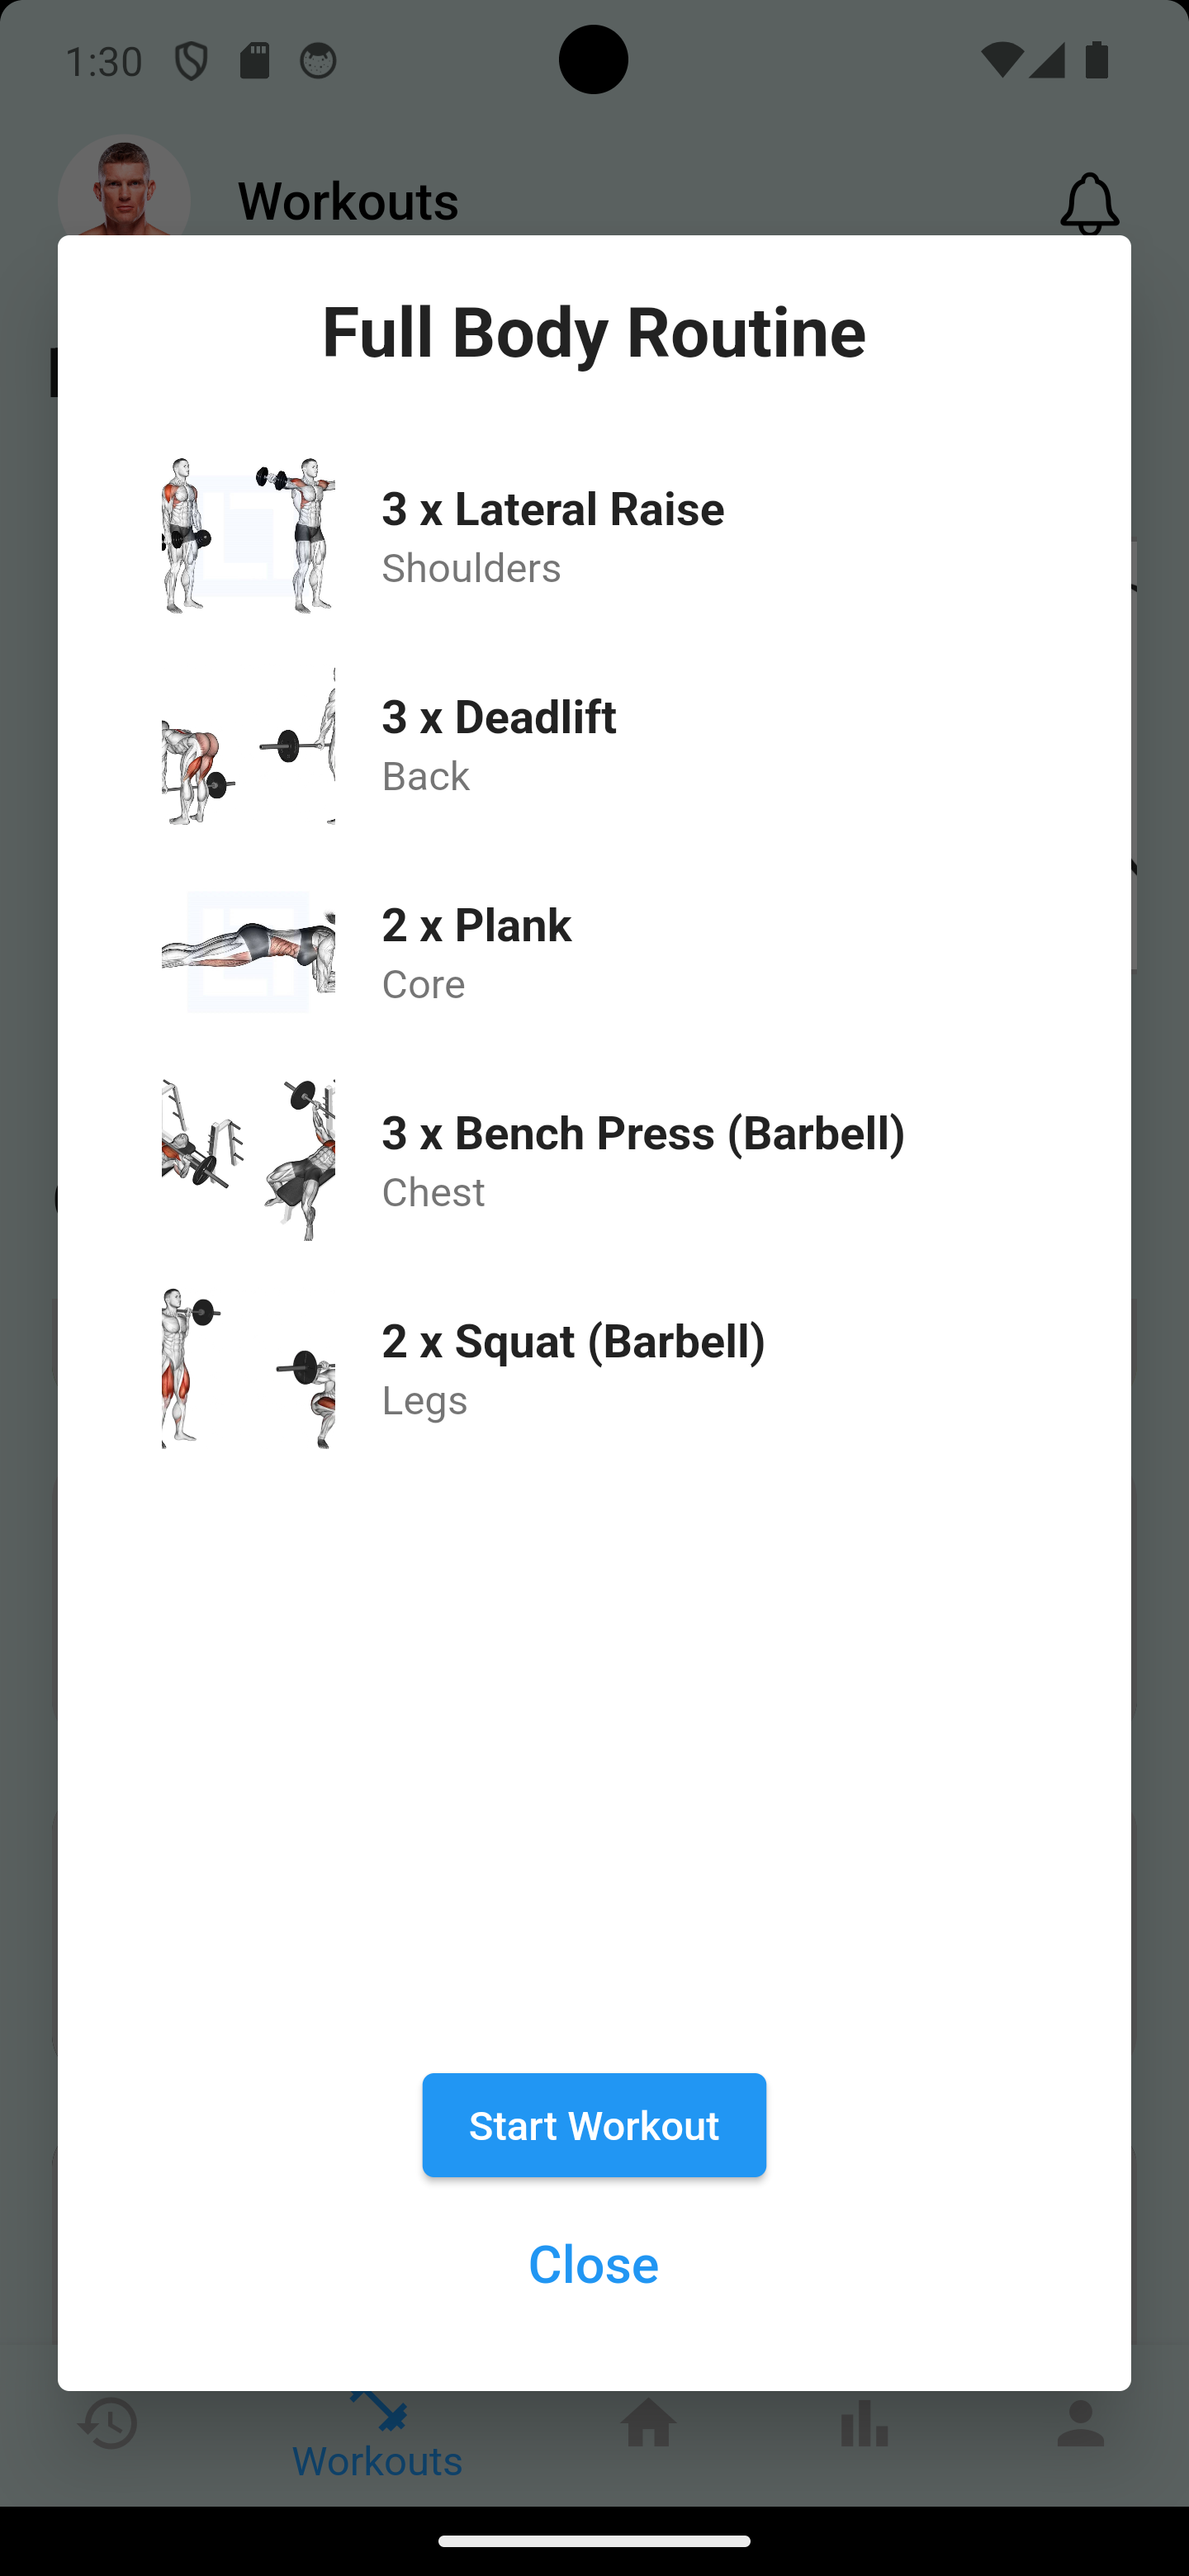 1:30
Workouts
Full Body Routine
3 x Lateral Raise
Shoulders
3 x Deadlift
Back
2 x Plank
Core
3 x Bench Press (Barbell)
Chest
2 x Squat (Barbell)
Legs
Start Workout
Close
Workouts